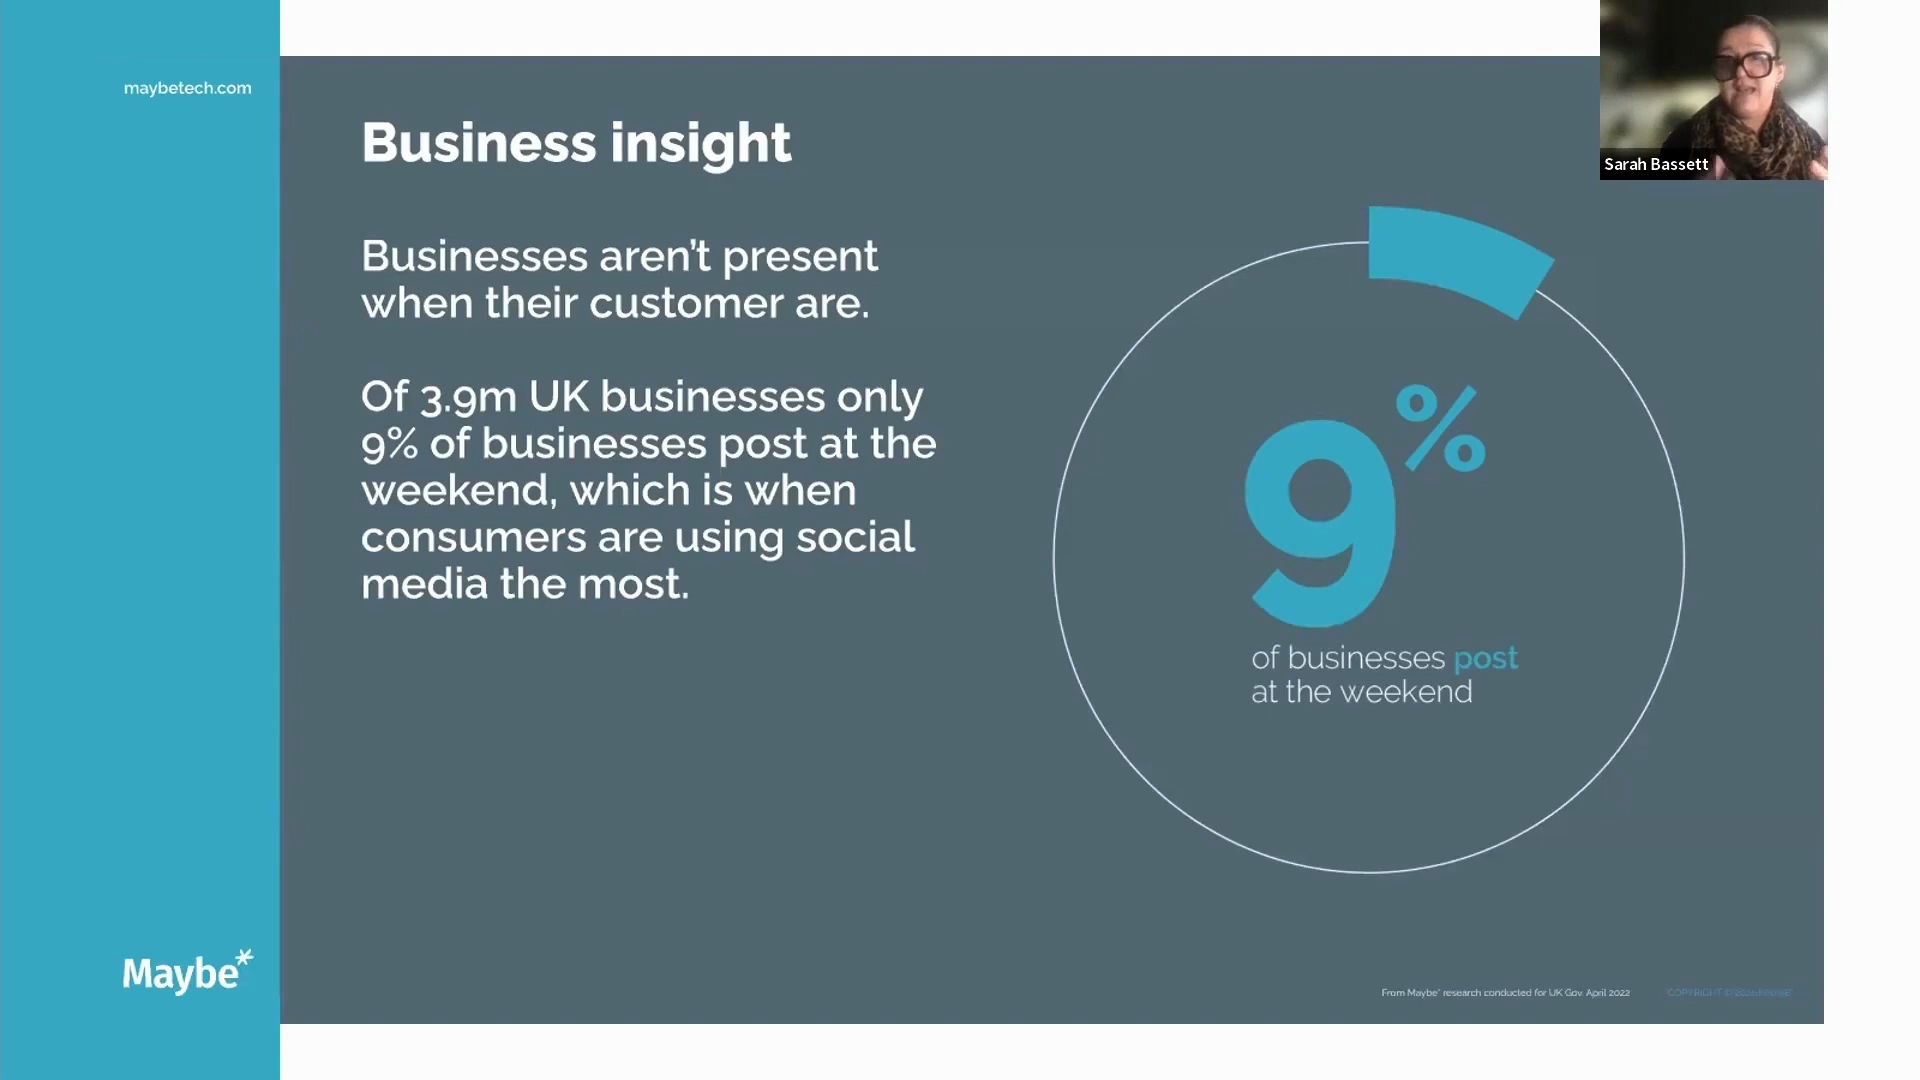 maybetech.com
Business insight
Businesses aren't present
when their customer are.
Of 3.9m UK businesses only
9% of businesses post at the
weekend, which is when
consumers are using social
media the most.
9%
of businesses post
at the weekend
Sarah Bassett
Maybe*
From Maybe* research conducted for UK Gov. April 2022